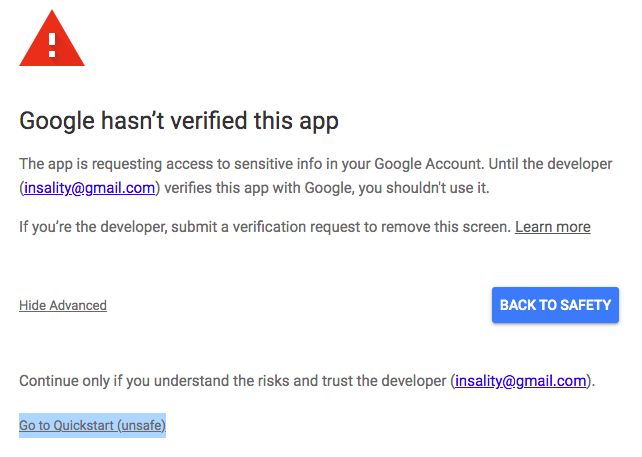 Google hasn’t verified this app
The app is requesting access to sensitive info in your Google Account. Until the developer
(insality@gmail.com) verifies this app with Google, you shouldn't use it.
If you’re the developer, submit a verification request to remove this screen. Learn more
Hide Advanced
BACK TO SAFETY
Continue only if you understand the risks and trust the developer (insality@gmail.com).
Go to Quickstart (unsafe)